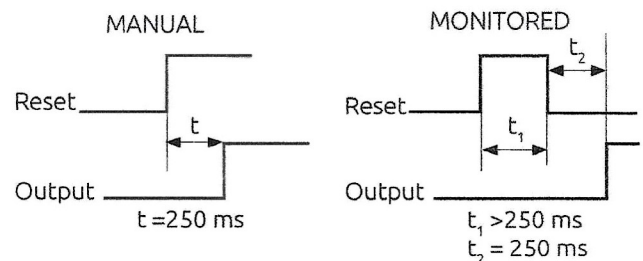 MANUAL
Reset
t
Output
t =250 ms
MONITORED
t₂
Reset
t₁
Output
t₁ >250 ms
t₂ = 250 ms